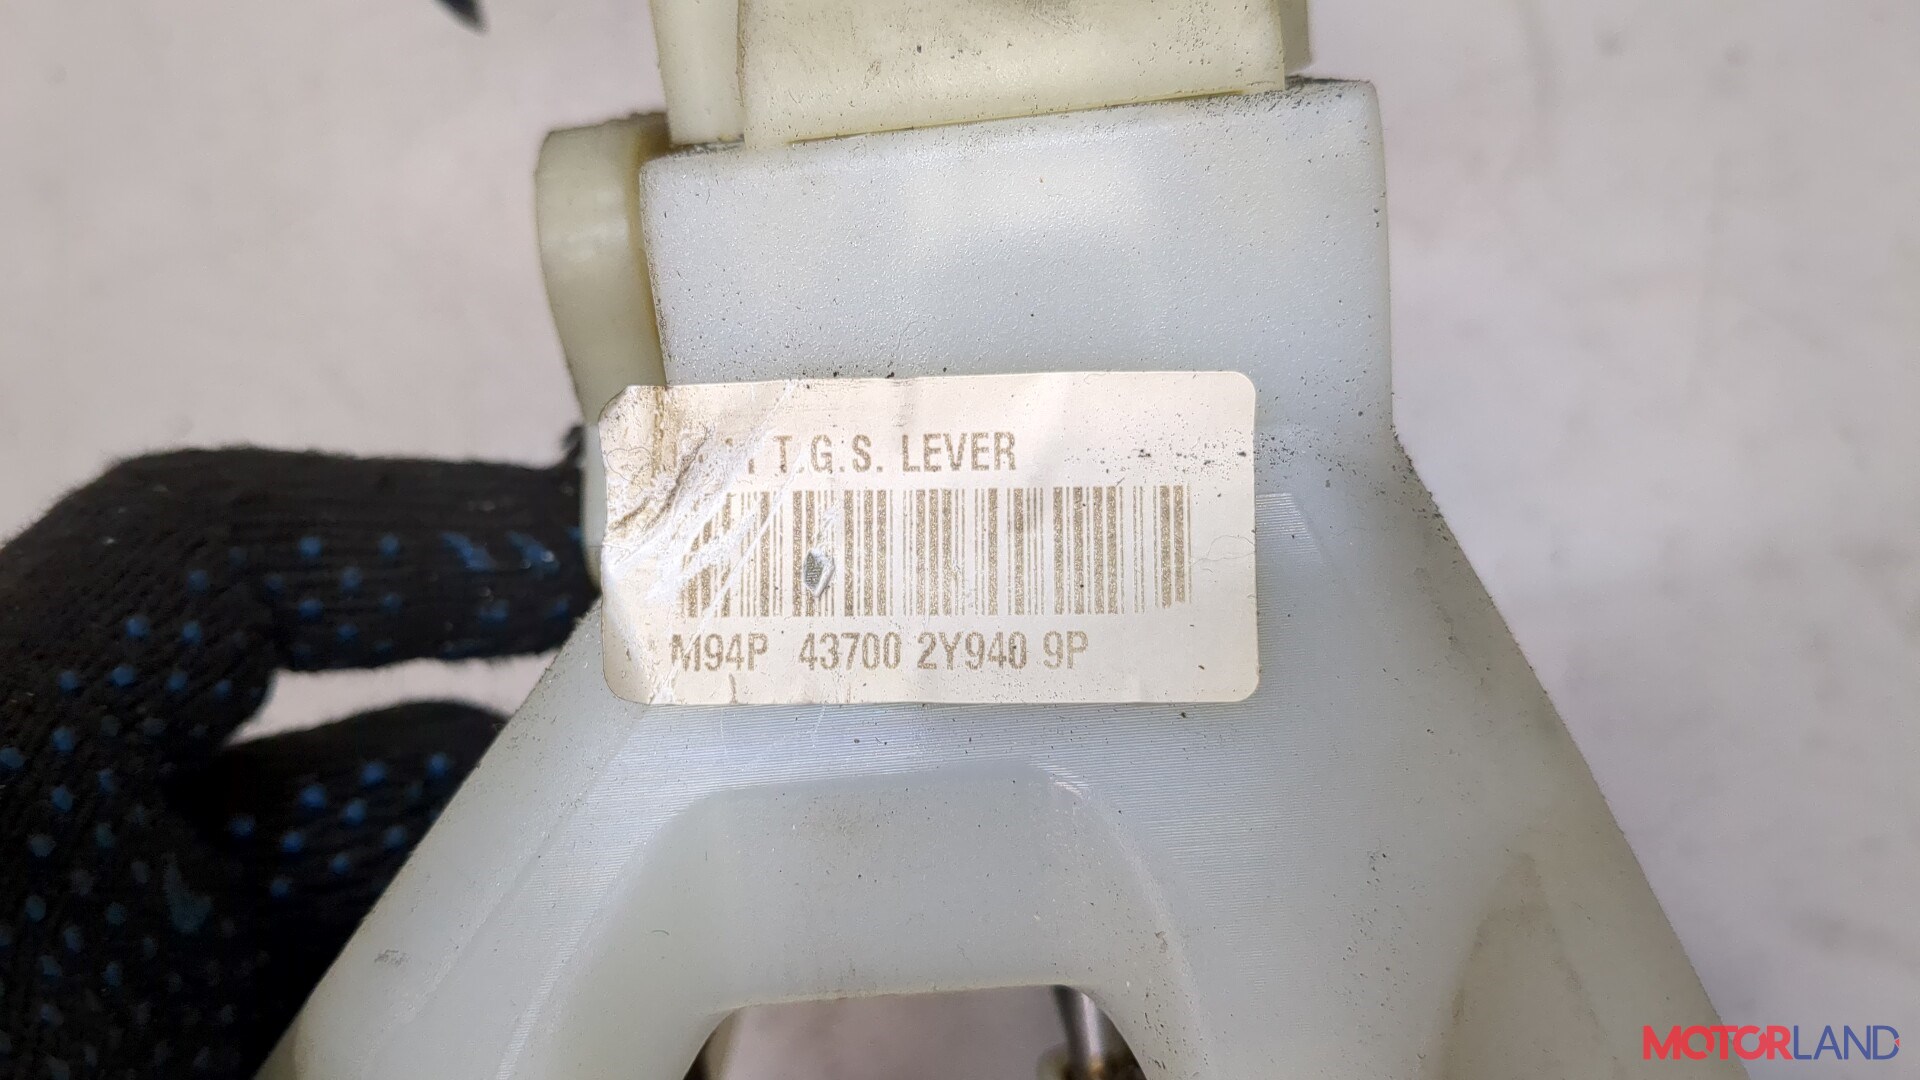 T.G.S. LEVER
M94P 43700 2Y940 9P
MOTORLAND